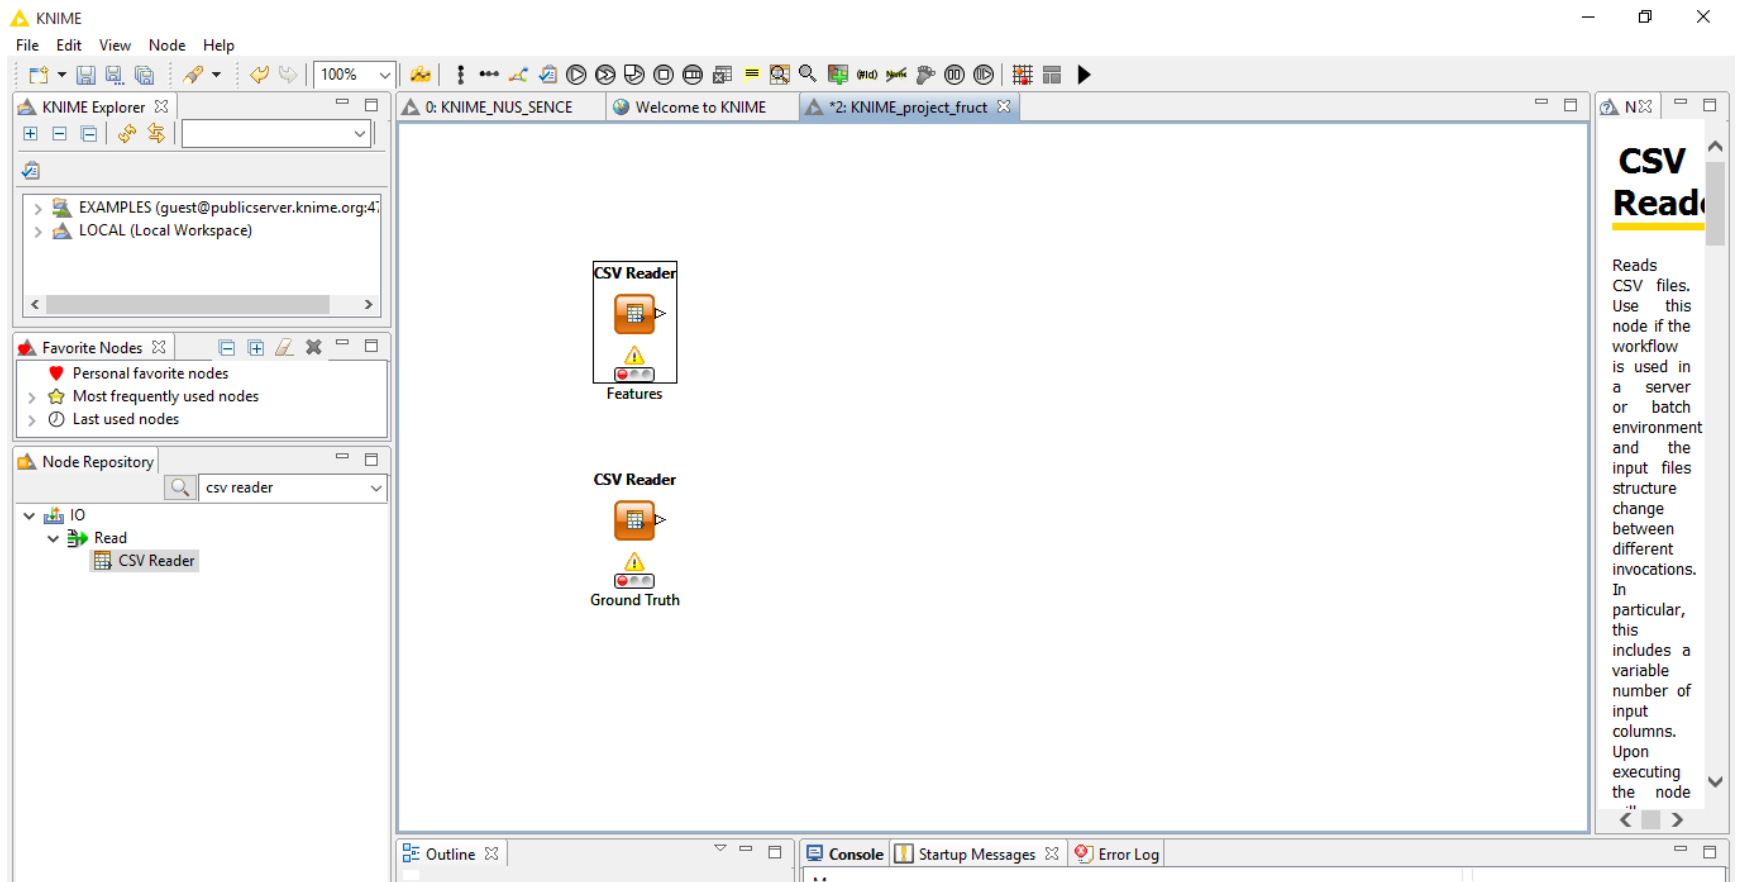 KNIME
File Edit View Node Help
100%
(#Id)
KNIME Explorer
EXAMPLES (guest@publicserver.knime.org:47
LOCAL (Local Workspace)
Favorite Nodes
Personal favorite nodes
Most frequently used nodes
Last used nodes
Node Repository
csv reader
IO
Read
CSV Reader
0: KNIME_NUS_SENCE
Welcome to KNIME
*2: KNIME_project_fruct
CSV Reader
Features
CSV Reader
Ground Truth
N
CSV
Reade
Reads
CSV files.
Use this
node if the
workflow
is used in
a server
or batch
environment
and the
input files
structure
change
between
different
invocations.
In
particular,
this
includes a
variable
number of
input
columns.
Upon
executing
the node
Outline
Console
Startup Messages
Error Log